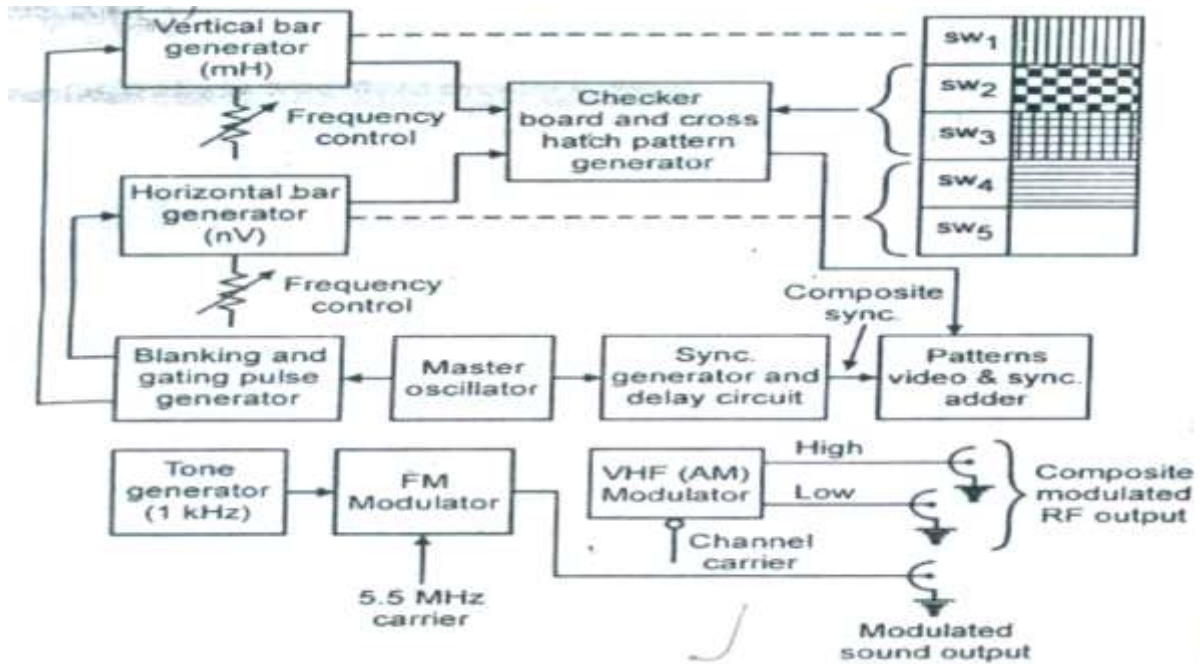 Vertical bar
generator
(mH)
Frequency
control
Horizontal bar
generator
(nV)
Frequency
control
Checker
board and cross
hatch pattern
generator
sw1
sw2
sw3
sw4
sw5
Composite
sync.
Blanking and
gating pulse
generator
Master
oscillator
Sync.
generator and
delay circuit
Patterns
video & sync.
adder
Tone
generator
(1 kHz)
FM
Modulator
5.5 MHz
carrier
VHF (AM)
Modulator
High
Low
Channel
carrier
Composite
modulated
RF output
Modulated
sound output